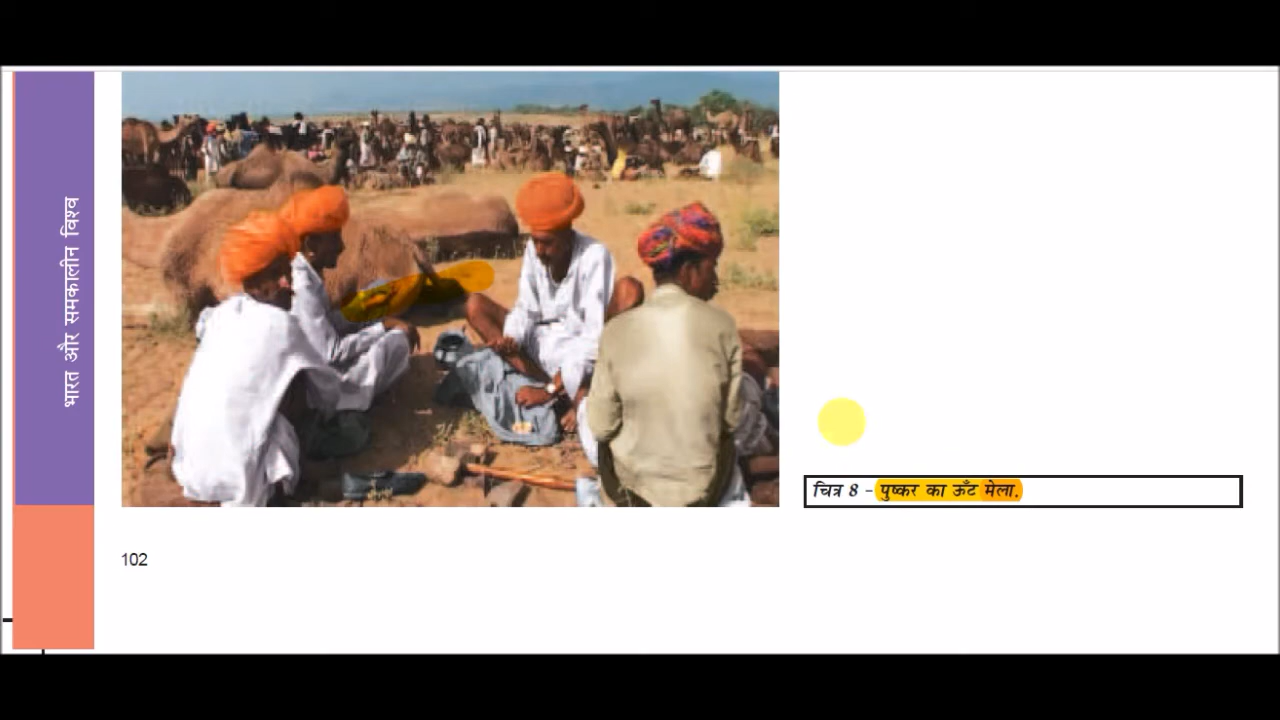 भारत और समकालीन विश्व
चित्र 8 – पुष्कर का ऊँट मेला.
102